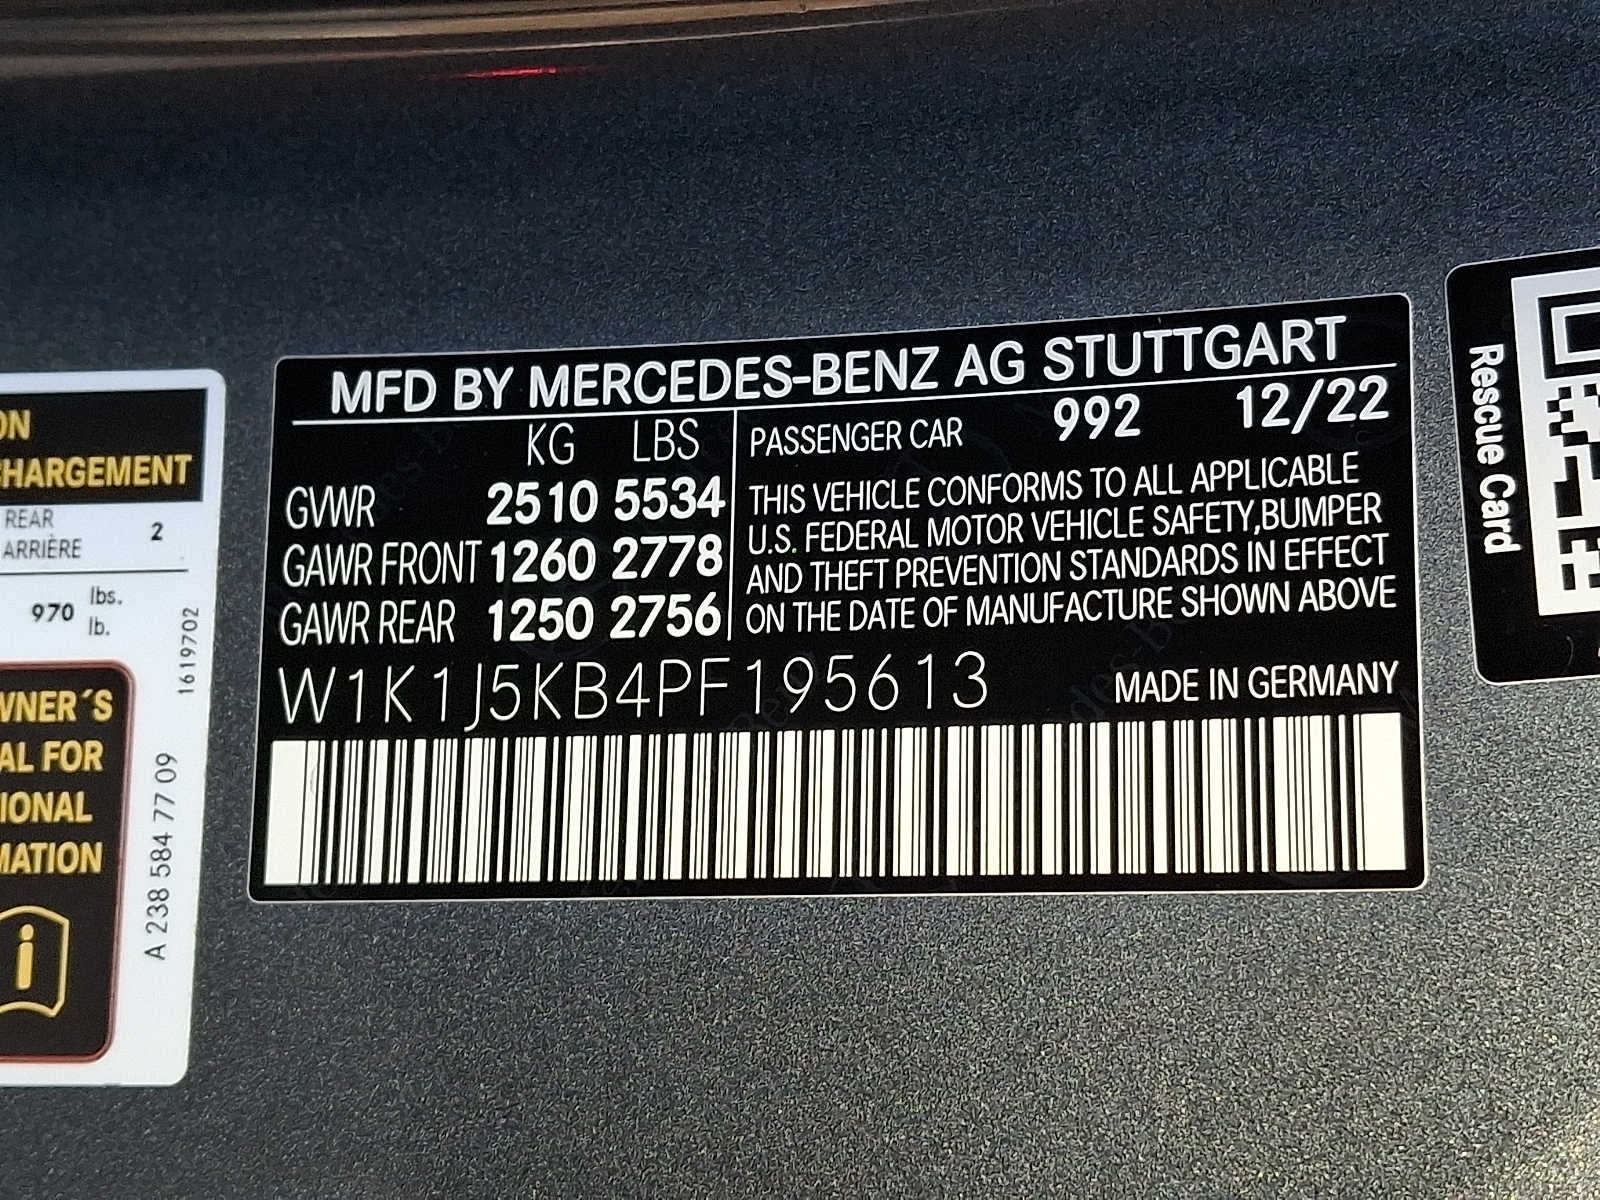 ON
CHARGEMENT
REAR
ARRIÈRE
2
970 lbs.
lb.
1619702
WNER´S
AL FOR
IONAL
MATION
A 238 584 77 09
MFD BY MERCEDES-BENZ AG STUTTGART
KG LBS
GVWR 2510 5534
GAWR FRONT 1260 2778
GAWR REAR 1250 2756
PASSENGER CAR 992 12/22
THIS VEHICLE CONFORMS TO ALL APPLICABLE
U.S. FEDERAL MOTOR VEHICLE SAFETY,BUMPER
AND THEFT PREVENTION STANDARDS IN EFFECT
ON THE DATE OF MANUFACTURE SHOWN ABOVE
W1K1J5KB4PF195613
MADE IN GERMANY
Rescue Card